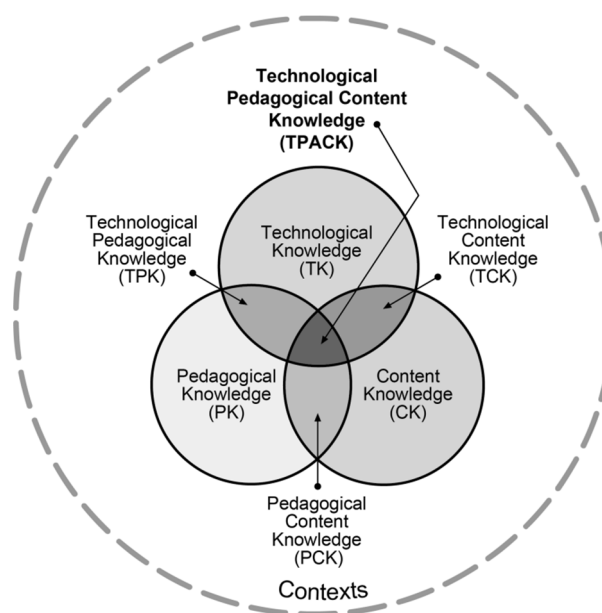 Technological
Pedagogical Content
Knowledge
(TPACK)
Technological
Pedagogical
Knowledge
(TPK)
Technological
Knowledge
(TK)
Technological
Content
Knowledge
(TCK)
Pedagogical
Knowledge
(PK)
Content
Knowledge
(CK)
Pedagogical
Content
Knowledge
(PCK)
Contexts